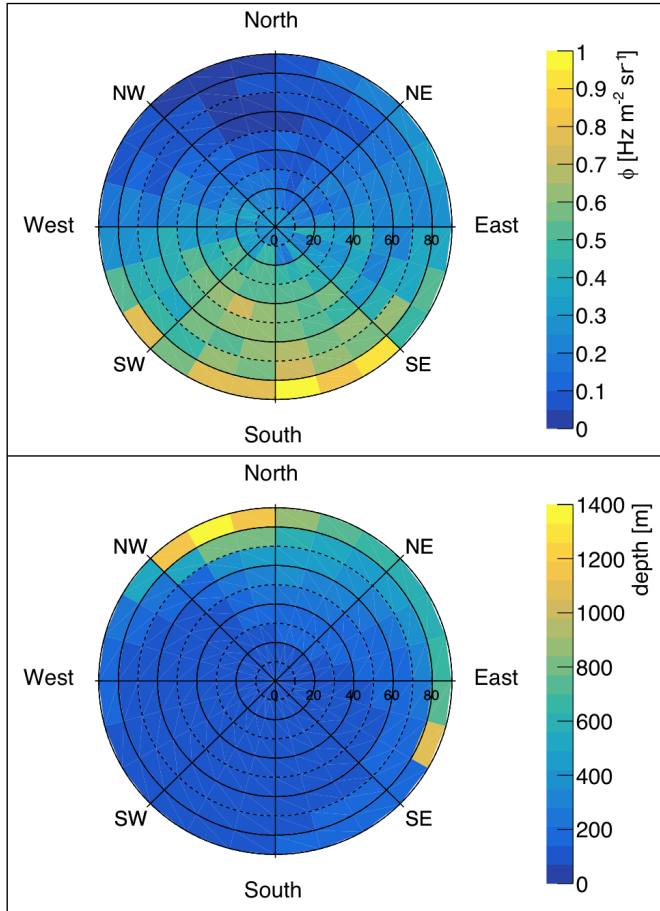 North
NW
NE
West
East
0 20 40 60 80
SW
SE
South
1
0.9
0.8
0.7
0.6
0.5
0.4
0.3
0.2
0.1
0
ϕ [Hz m⁻² sr⁻¹]
North
NW
NE
West
East
0 20 40 60 80
SW
SE
South
1400
1200
1000
800
600
400
200
0
depth [m]